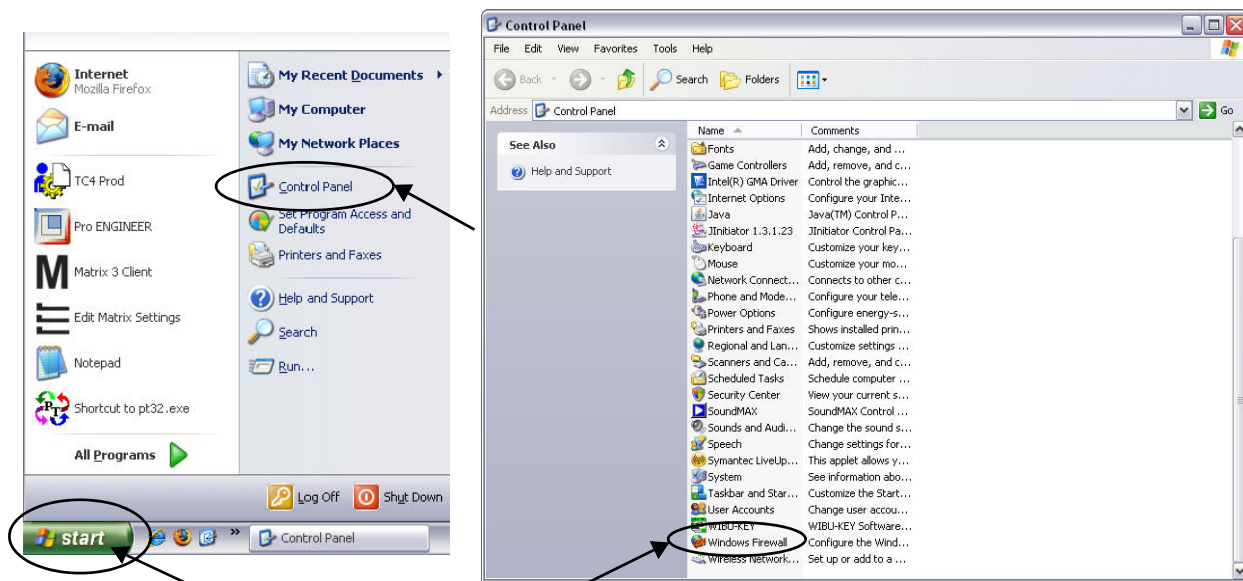 Internet
Mozilla Firefox
E-mail
TC4 Prod
Pro ENGINEER
Matrix 3 Client
Edit Matrix Settings
Notepad
Shortcut to pt32.exe
All Programs
My Recent Documents
My Computer
My Network Places
Control Panel
Set Program Access and
Defaults
Printers and Faxes
Help and Support
Search
Run...
Log Off Shut Down
start » Control Panel
Control Panel
File Edit View Favorites Tools Help
Back Search Folders
Address Control Panel Go
See Also
Help and Support
Name Comments
Fonts Add, change, and ...
Game Controllers Add, remove, and c...
Intel(R) GMA Driver Control the graphic...
Internet Options Configure your Inte...
Java Java(TM) Control P...
JInitiator 1.3.1.23 JInitiator Control Pa...
Keyboard Customize your key...
Mouse Customize your mo...
Network Connect... Connects to other c...
Phone and Mode... Configure your tele...
Power Options Configure energy-s...
Printers and Faxes Shows installed prin...
Regional and Lan... Customize settings ...
Scanners and Ca... Add, remove, and c...
Scheduled Tasks Schedule computer ...
Security Center View your current s...
SoundMAX SoundMAX Control ...
Sounds and Audi... Change the sound s...
Speech Change settings for...
Symantec LiveUp... This applet allows y...
System See information abo...
Taskbar and Star... Customize the Start...
User Accounts Change user accou...
WIBU-KEY WIBU-KEY Software...
Windows Firewall Configure the Wind...
Wireless Network... Set up or add to a ...